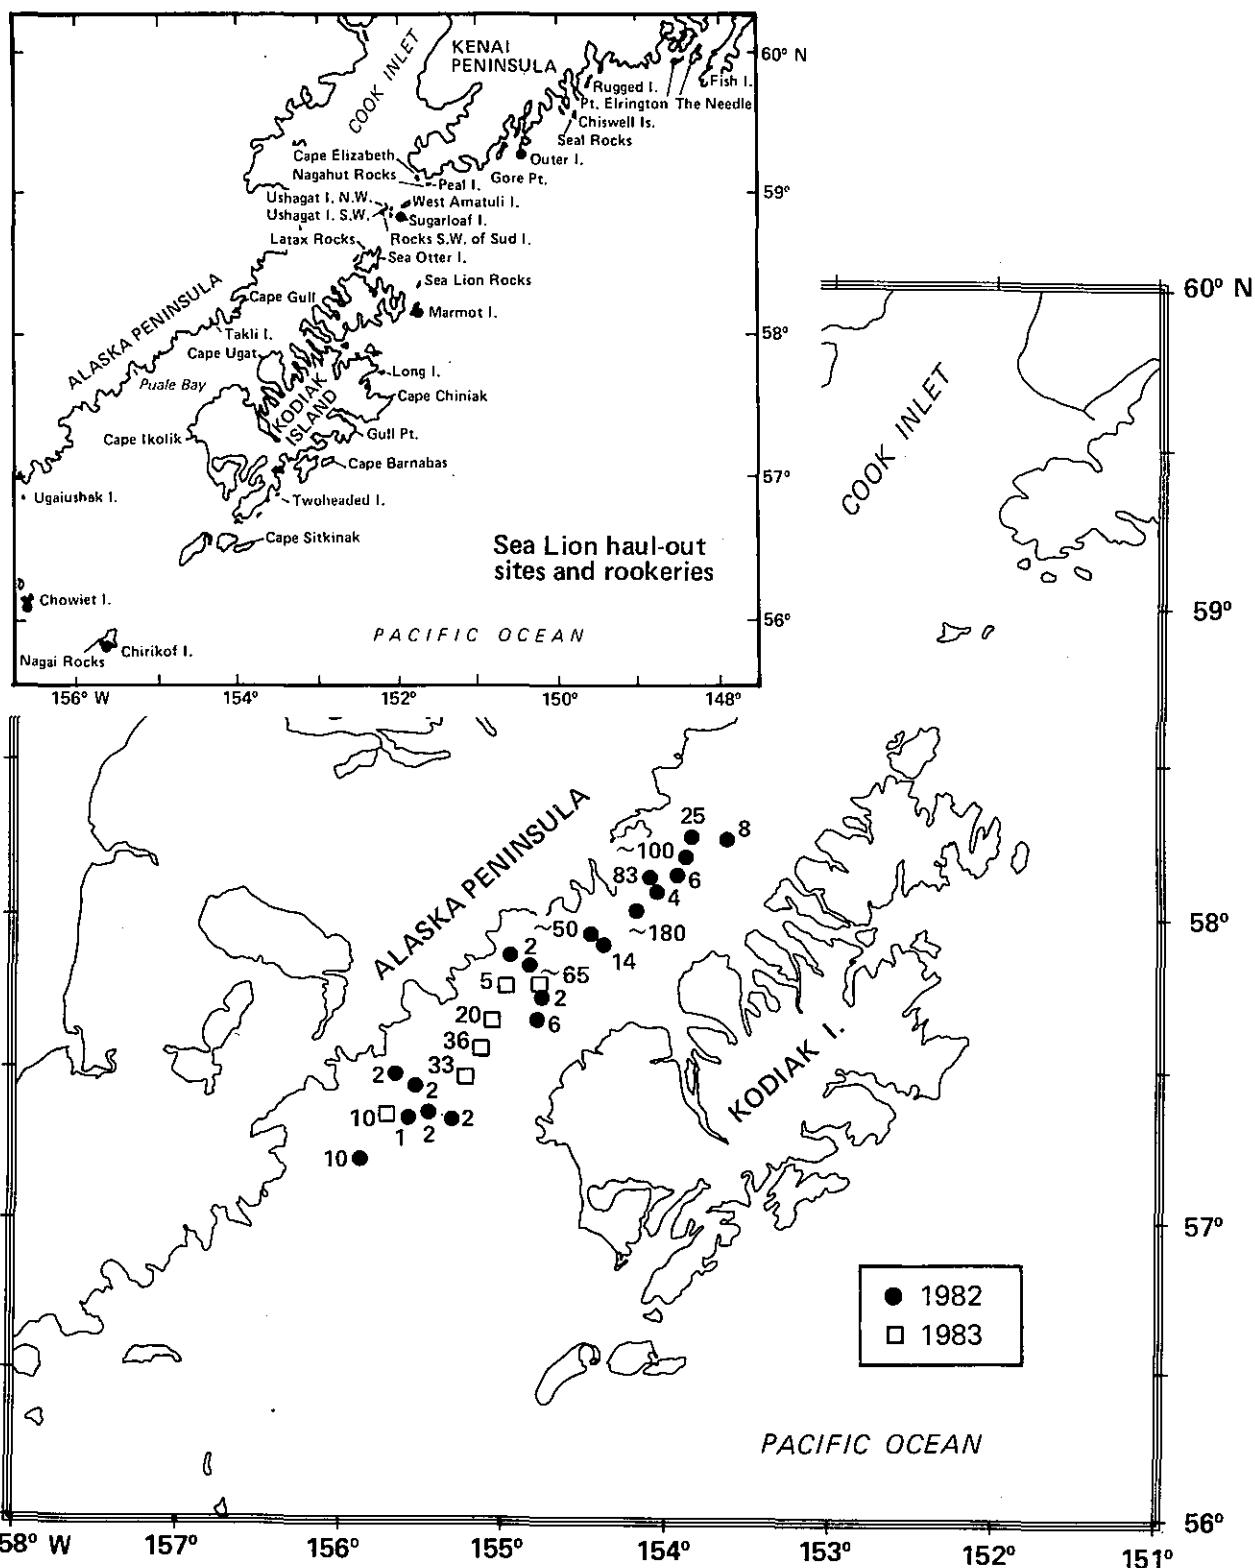 60° N
KENAI
PENINSULA
COOK INLET
Fish I.
Rugged I.
Pt. Elrington The Needle
Chiswell Is.
Seal Rocks
Outer I.
Gore Pt.
Cape Elizabeth
Nagahut Rocks
Peal I.
59°
Ushagat I. N.W.
West Amatuli I.
Ushagat I. S.W.
Sugarloaf I.
Latax Rocks
Rocks S.W. of Sud I.
Sea Otter I.
Sea Lion Rocks
Cape Gull
Marmot I.
ALASKA PENINSULA
58°
Takli I.
Cape Ugat
Puale Bay
Long I.
KODIAK
ISLAND
Cape Chiniak
Gull Pt.
Cape Ikolik
Cape Barnabas
57°
Ugaiushak I.
Twoheaded I.
Cape Sitkinak
Sea Lion haul-out
sites and rookeries
Chowiet I.
56°
PACIFIC OCEAN
Nagai Rocks
Chirikof I.
156° W
154°
152°
150°
148°
60° N
COOK INLET
59°
ALASKA PENINSULA
25
8
~100
83
6
4
~50
~180
14
2
58°
~65
5
2
20
6
36
33
2
2
10
1
2
2
10
KODIAK I.
57°
1982
1983
PACIFIC OCEAN
56°
58° W
157°
156°
155°
154°
153°
152°
151°